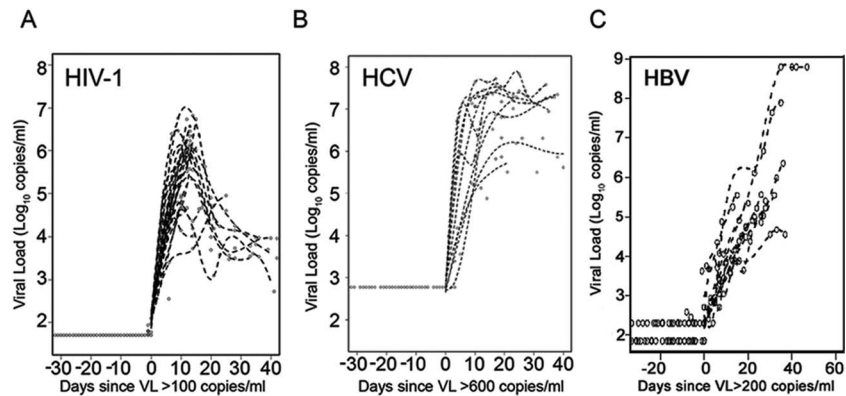 A
HIV-1
Viral Load (Log10 copies/ml)
8
7
6
5
4
3
2
-30 -20 -10 0 10 20 30 40
Days since VL >100 copies/ml
B
HCV
Viral Load (Log10 copies/ml)
8
7
6
5
4
3
2
-30 -20 -10 0 10 20 30 40
Days since VL >600 copies/ml
C
HBV
Viral Load (Log10 copies/ml)
9
8
7
6
5
4
3
2
-20 0 20 40 60
Days since VL>200 copies/ml